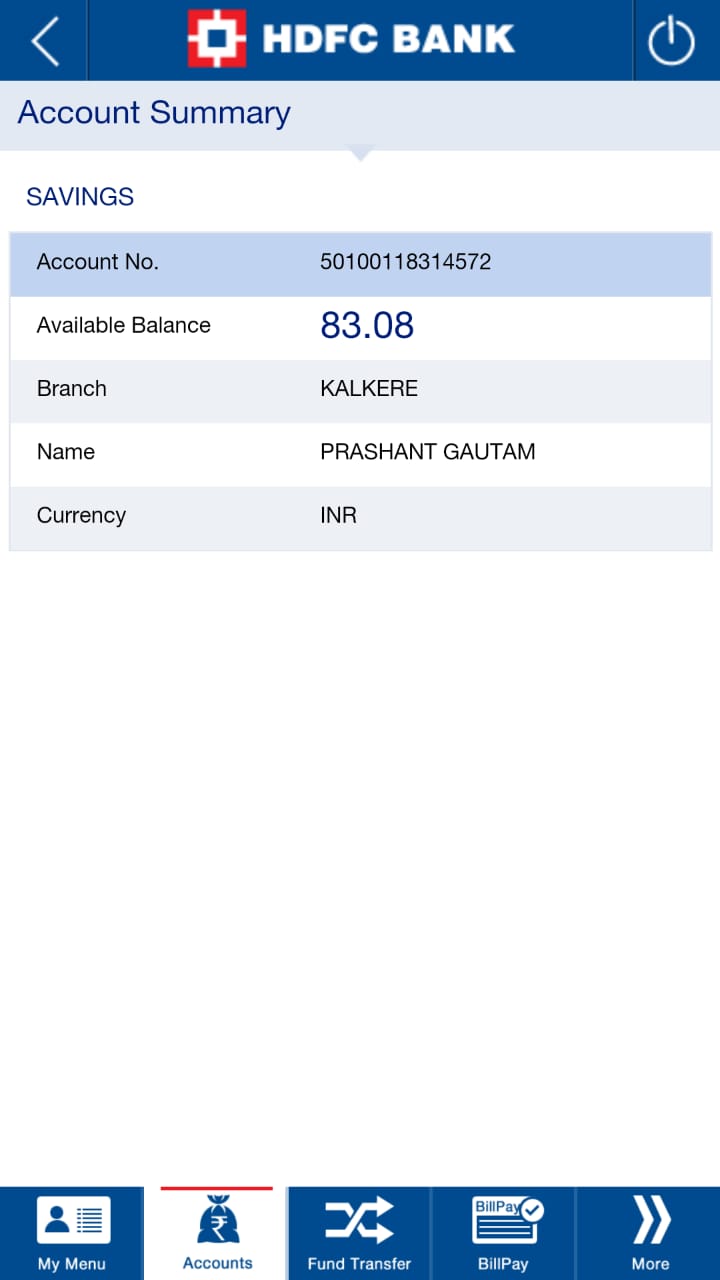 HDFC BANK
Account Summary
SAVINGS
Account No. 50100118314572
Available Balance 83.08
Branch KALKERE
Name PRASHANT GAUTAM
Currency INR
BillPay
My Menu Accounts Fund Transfer BillPay More